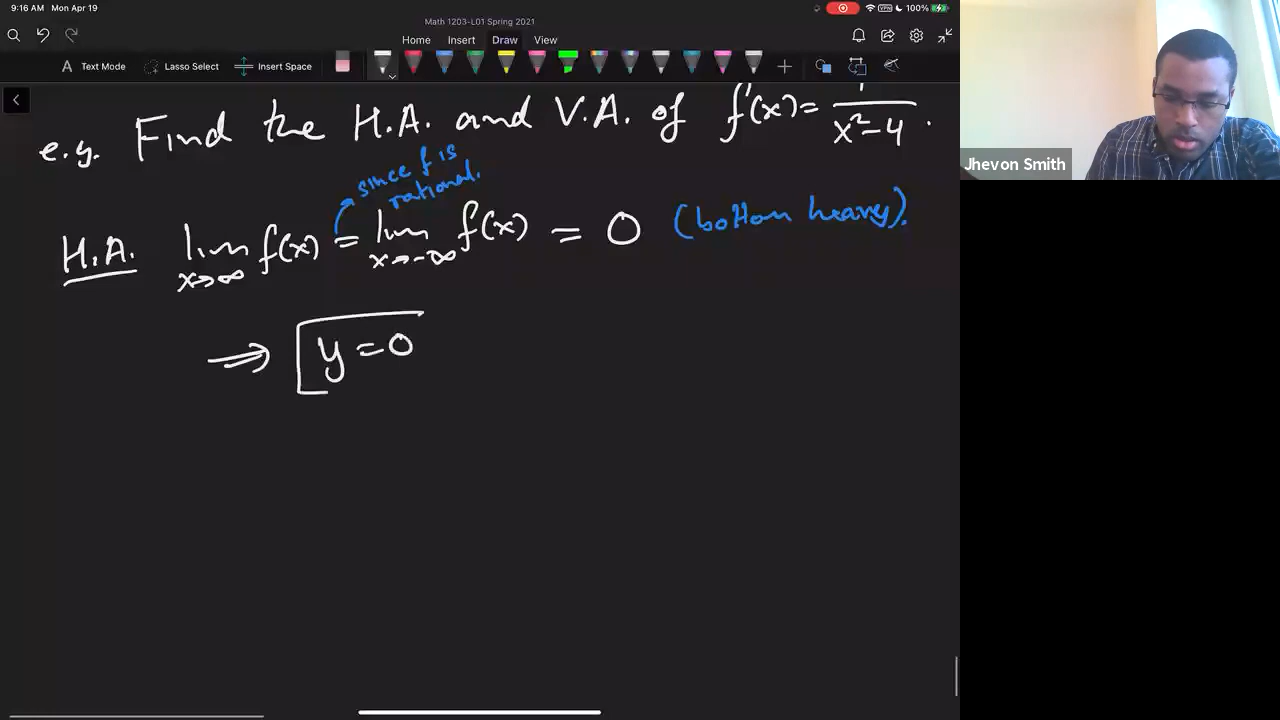 9:16 AM Mon Apr 19
VPN 100%
Math 1203-L01 Spring 2021
Home Insert Draw View
Text Mode Lasso Select Insert Space
e.g. Find the H.A. and V.A. of f'(x)= 1/(x²-4).
since f is
rational.
H.A. lim x→∞ f(x) = lim x→-∞ f(x) = 0 (bottom heavy).
⇒ y=0
Jhevon Smith